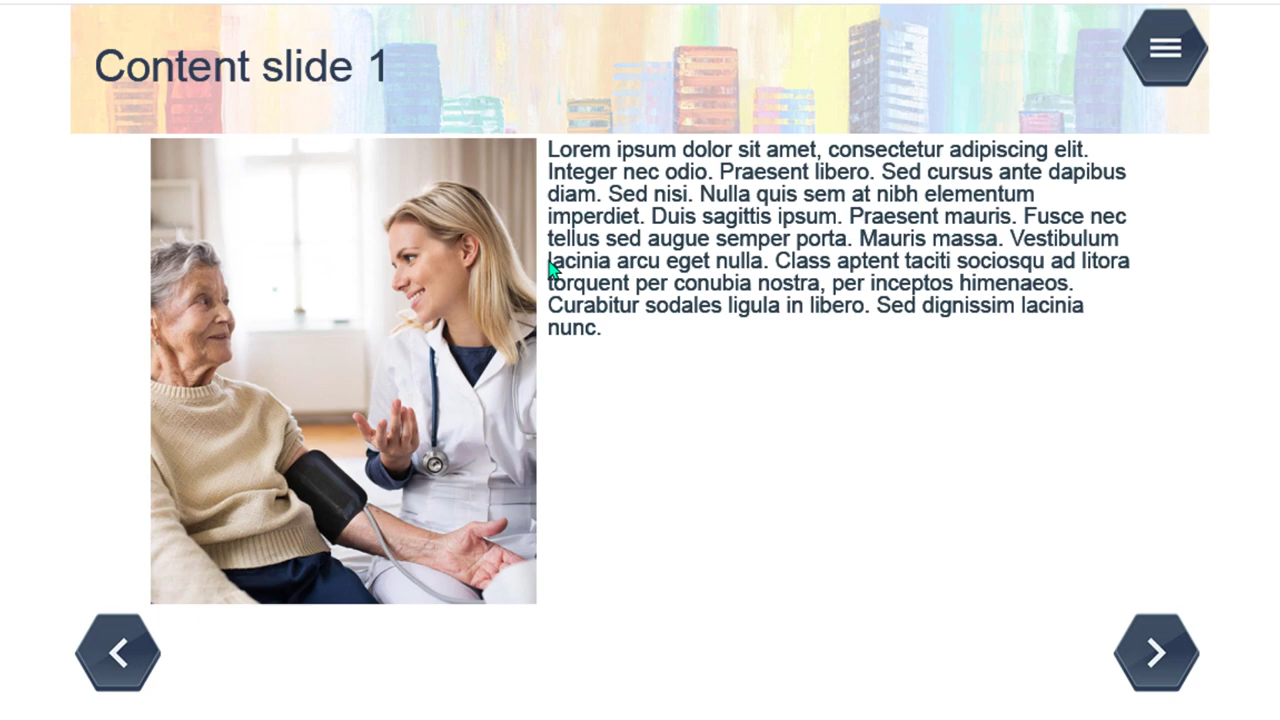 Content slide 1
Lorem ipsum dolor sit amet, consectetur adipiscing elit.
Integer nec odio. Praesent libero. Sed cursus ante dapibus
diam. Sed nisi. Nulla quis sem at nibh elementum
imperdiet. Duis sagittis ipsum. Praesent mauris. Fusce nec
tellus sed augue semper porta. Mauris massa. Vestibulum
lacinia arcu eget nulla. Class aptent taciti sociosqu ad litora
torquent per conubia nostra, per inceptos himenaeos.
Curabitur sodales ligula in libero. Sed dignissim lacinia
nunc.